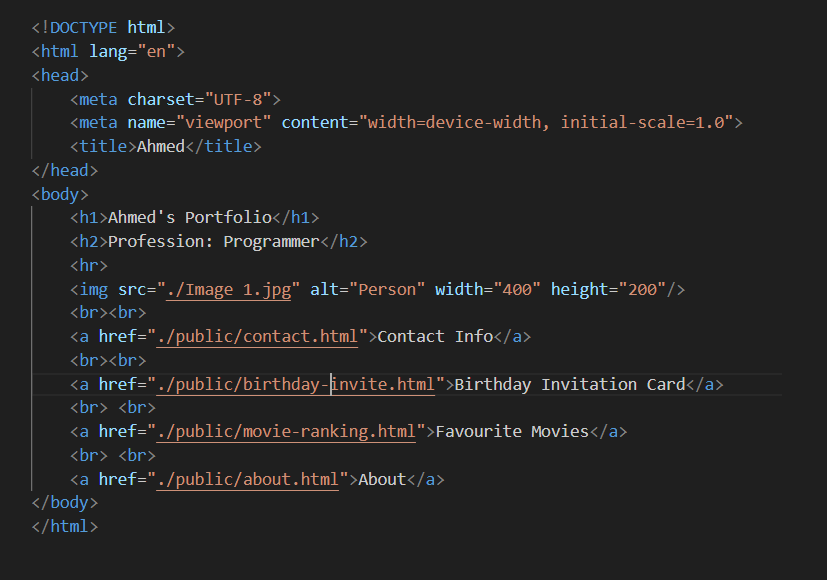 <!DOCTYPE html>
<html lang="en">
<head>
    <meta charset="UTF-8">
    <meta name="viewport" content="width=device-width, initial-scale=1.0">
    <title>Ahmed</title>
</head>
<body>
    <h1>Ahmed's Portfolio</h1>
    <h2>Profession: Programmer</h2>
    <hr>
    <img src="./Image 1.jpg" alt="Person" width="400" height="200"/>
    <br><br>
    <a href="./public/contact.html">Contact Info</a>
    <br><br>
    <a href="./public/birthday-invite.html">Birthday Invitation Card</a>
    <br> <br>
    <a href="./public/movie-ranking.html">Favourite Movies</a>
    <br> <br>
    <a href="./public/about.html">About</a>
</body>
</html>